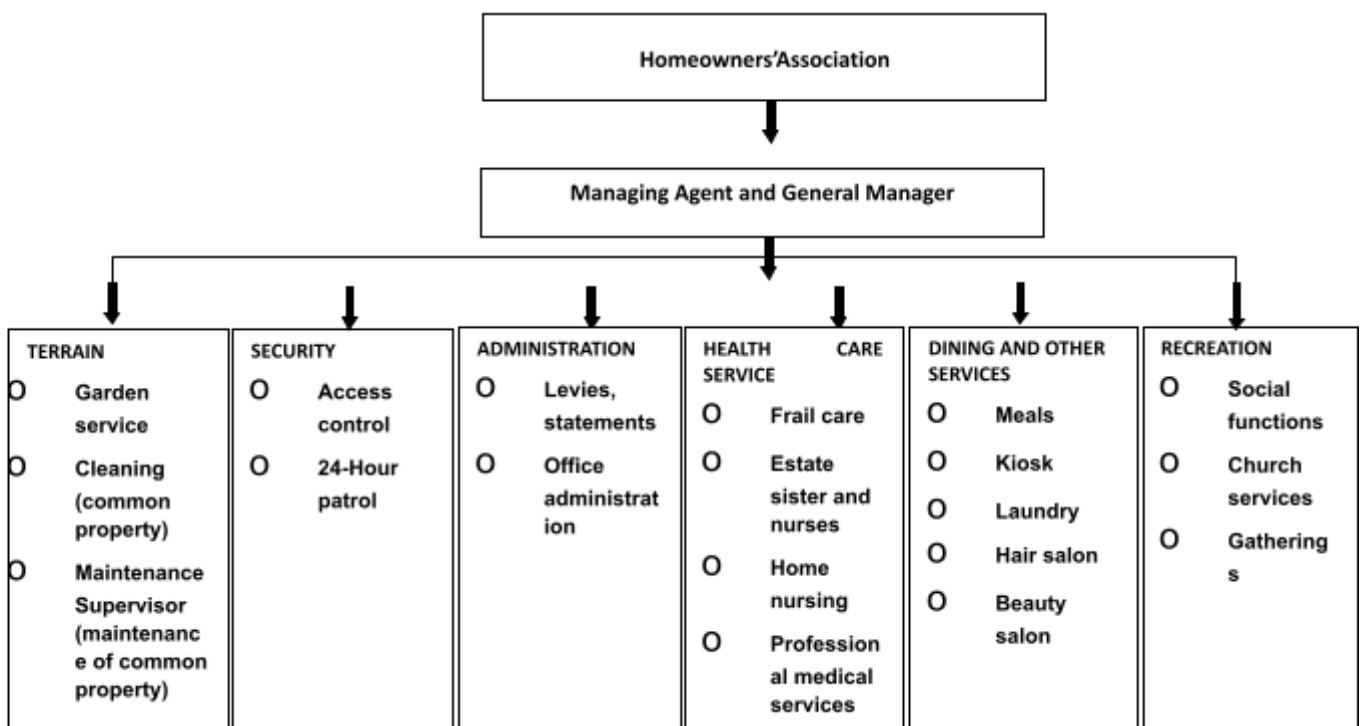 Homeowners'Association
Managing Agent and General Manager
TERRAIN
O Garden
service
O Cleaning
(common
property)
O Maintenance
Supervisor
(maintenanc
e of common
property)
SECURITY
O Access
control
O 24-Hour
patrol
ADMINISTRATION
O Levies,
statements
O Office
administrat
ion
HEALTH CARE
SERVICE
O Frail care
O Estate
sister and
nurses
O Home
nursing
O Profession
al medical
services
DINING AND OTHER
SERVICES
O Meals
O Kiosk
O Laundry
O Hair salon
O Beauty
salon
RECREATION
O Social
functions
O Church
services
O Gathering
s